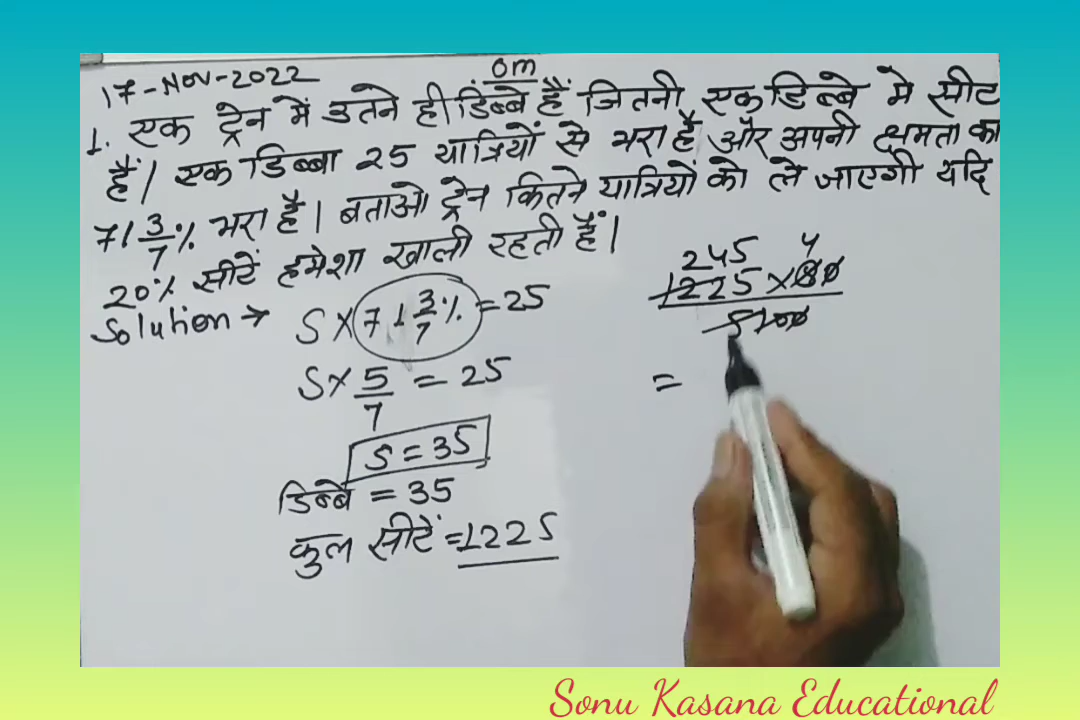 om
17-Nov-2022
1. एक ट्रेन में उतने ही डिब्बे हैं जितनी एक डिब्बे मे सीट
हैं। एक डिब्बा 25 यात्रियों से भरा है और अपनी क्षमता का
71 3/7 % भरा है। बताओ ट्रेन कितने यात्रियों को ले जाएगी यदि
20% सीटें हमेशा खाली रहती हैं।
Solution → S × 71 3/7 % = 25
S × 5/7 = 25
S = 35
डिब्बे = 35
कुल सीटें = 1225
245 4
1225 × 80
5 100
=
Sonu Kasana Educational